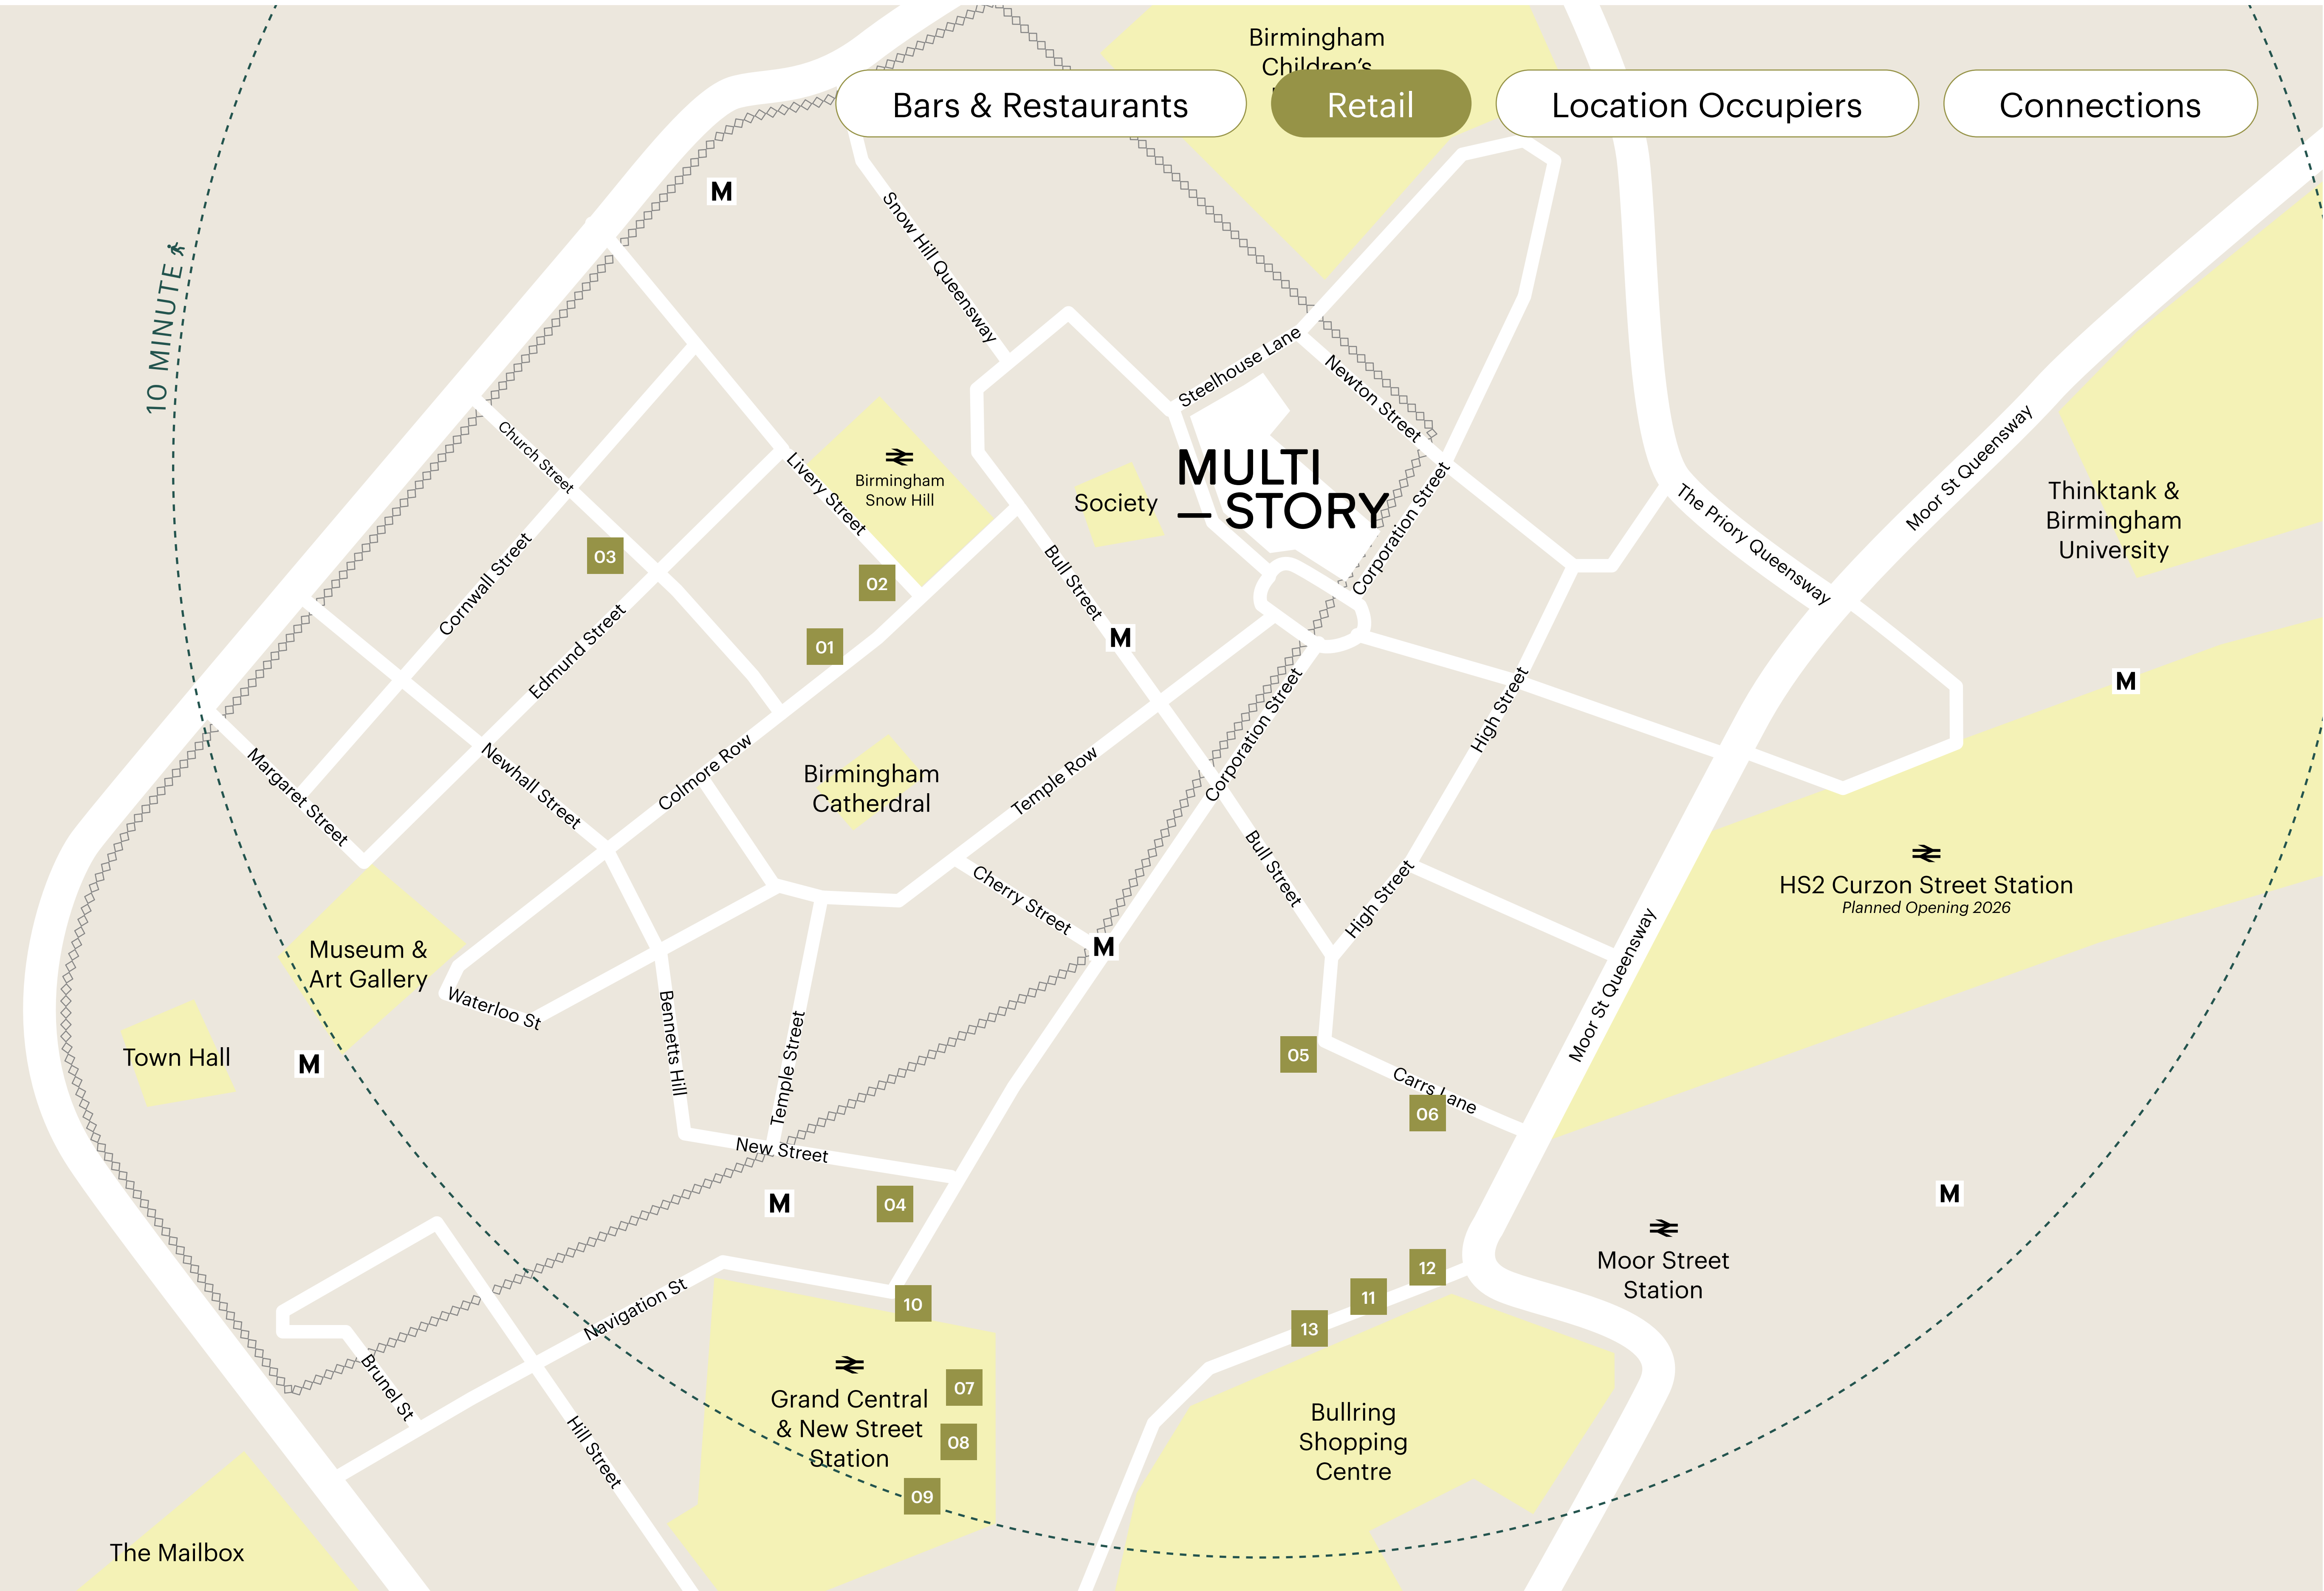 Birmingham
Children's
Bars & Restaurants
Retail
Location Occupiers
Connections
M
10 MINUTE
Snow Hill Queensway
Steelhouse Lane
Newton Street
Church Street
Livery Street
Birmingham
Snow Hill
Society
MULTI
— STORY
Corporation Street
The Priory Queensway
Moor St Queensway
Thinktank &
Birmingham
University
Cornwall Street
03
02
Bull Street
01
Edmund Street
M
M
High Street
Margaret Street
Newhall Street
Colmore Row
Birmingham
Catherdral
Temple Row
Corporation Street
Cherry Street
Bull Street
High Street
HS2 Curzon Street Station
Planned Opening 2026
M
Museum &
Art Gallery
Waterloo St
Bennetts Hill
Temple Street
Moor St Queensway
Town Hall
M
05
Carrs Lane
06
New Street
M
04
M
Moor Street
Station
12
11
13
10
Navigation St
Brunel St
Hill Street
Grand Central
& New Street
Station
07
08
09
Bullring
Shopping
Centre
The Mailbox